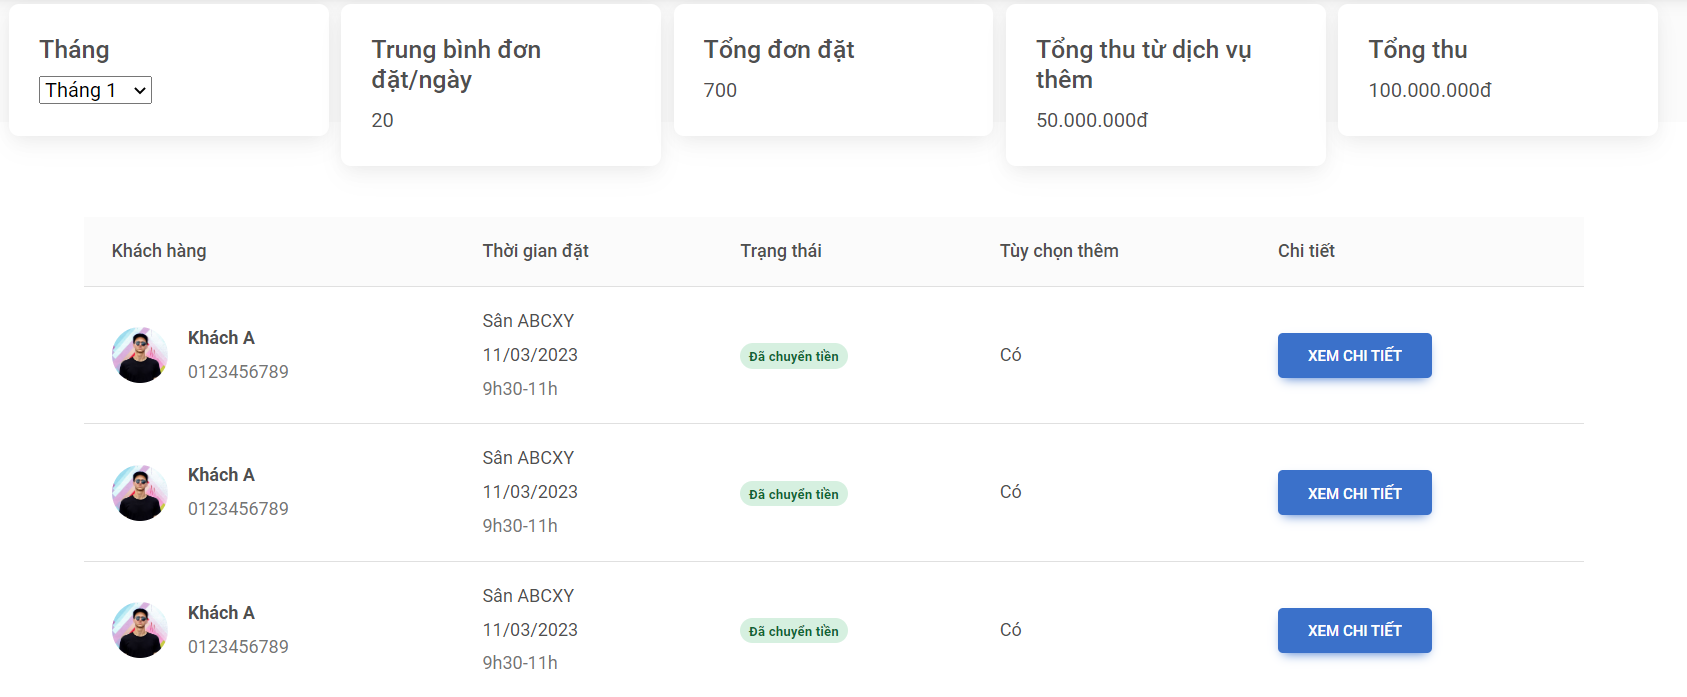 Tháng
Tháng 1
Trung bình đơn
đặt/ngày
20
Tổng đơn đặt
700
Tổng thu từ dịch vụ
thêm
50.000.000đ
Tổng thu
100.000.000đ
Khách hàng
Thời gian đặt
Trạng thái
Tùy chọn thêm
Chi tiết
Khách A
0123456789
Sân ABCXY
11/03/2023
9h30-11h
Đã chuyển tiền
Có
XEM CHI TIẾT
Khách A
0123456789
Sân ABCXY
11/03/2023
9h30-11h
Đã chuyển tiền
Có
XEM CHI TIẾT
Khách A
0123456789
Sân ABCXY
11/03/2023
9h30-11h
Đã chuyển tiền
Có
XEM CHI TIẾT